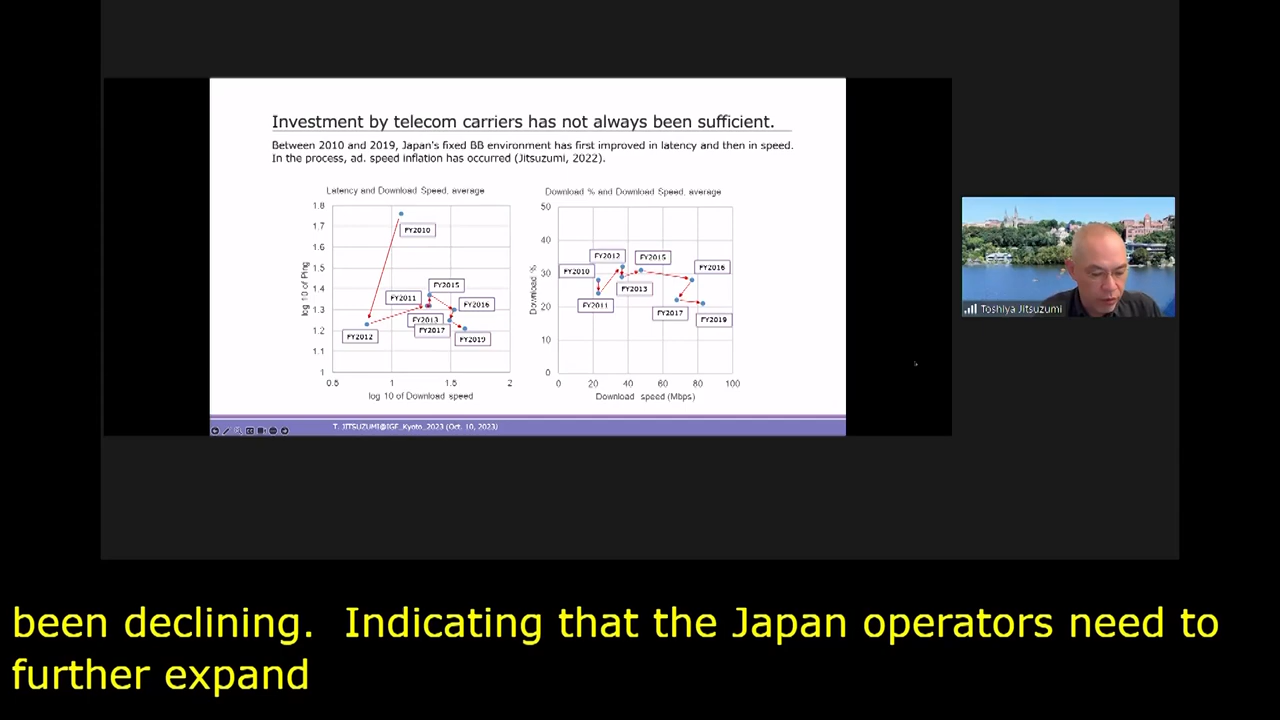 Investment by telecom carriers has not always been sufficient.
Between 2010 and 2019, Japan's fixed BB environment has first improved in latency and then in speed.
In the process, ad. speed inflation has occurred (Jitsuzumi, 2022).
Latency and Download Speed, average
1.8
1.7
1.6
1.5
1.4
1.3
1.2
1.1
1
log 10 of Ping
FY2010
FY2015
FY2011
FY2016
FY2013
FY2017
FY2012
FY2019
0.5
1
1.5
2
log 10 of Download speed
Download % and Download Speed, average
50
40
30
20
10
0
Download %
FY2012
FY2015
FY2010
FY2016
FY2013
FY2011
FY2017
FY2019
0
20
40
60
80
100
Download speed (Mbps)
T. JITSUZUMI@IGF_Kyoto_2023 (Oct. 10, 2023)
Toshiya Jitsuzumi
been declining. Indicating that the Japan operators need to
further expand